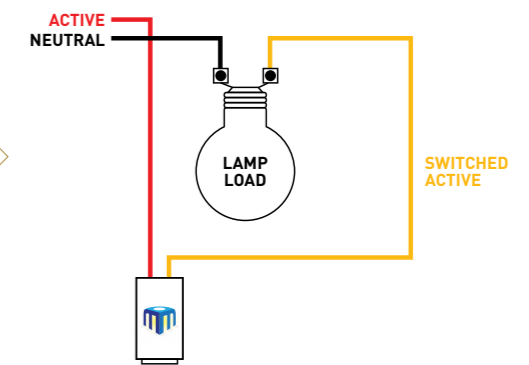 ACTIVE
NEUTRAL
LAMP
LOAD
SWITCHED
ACTIVE